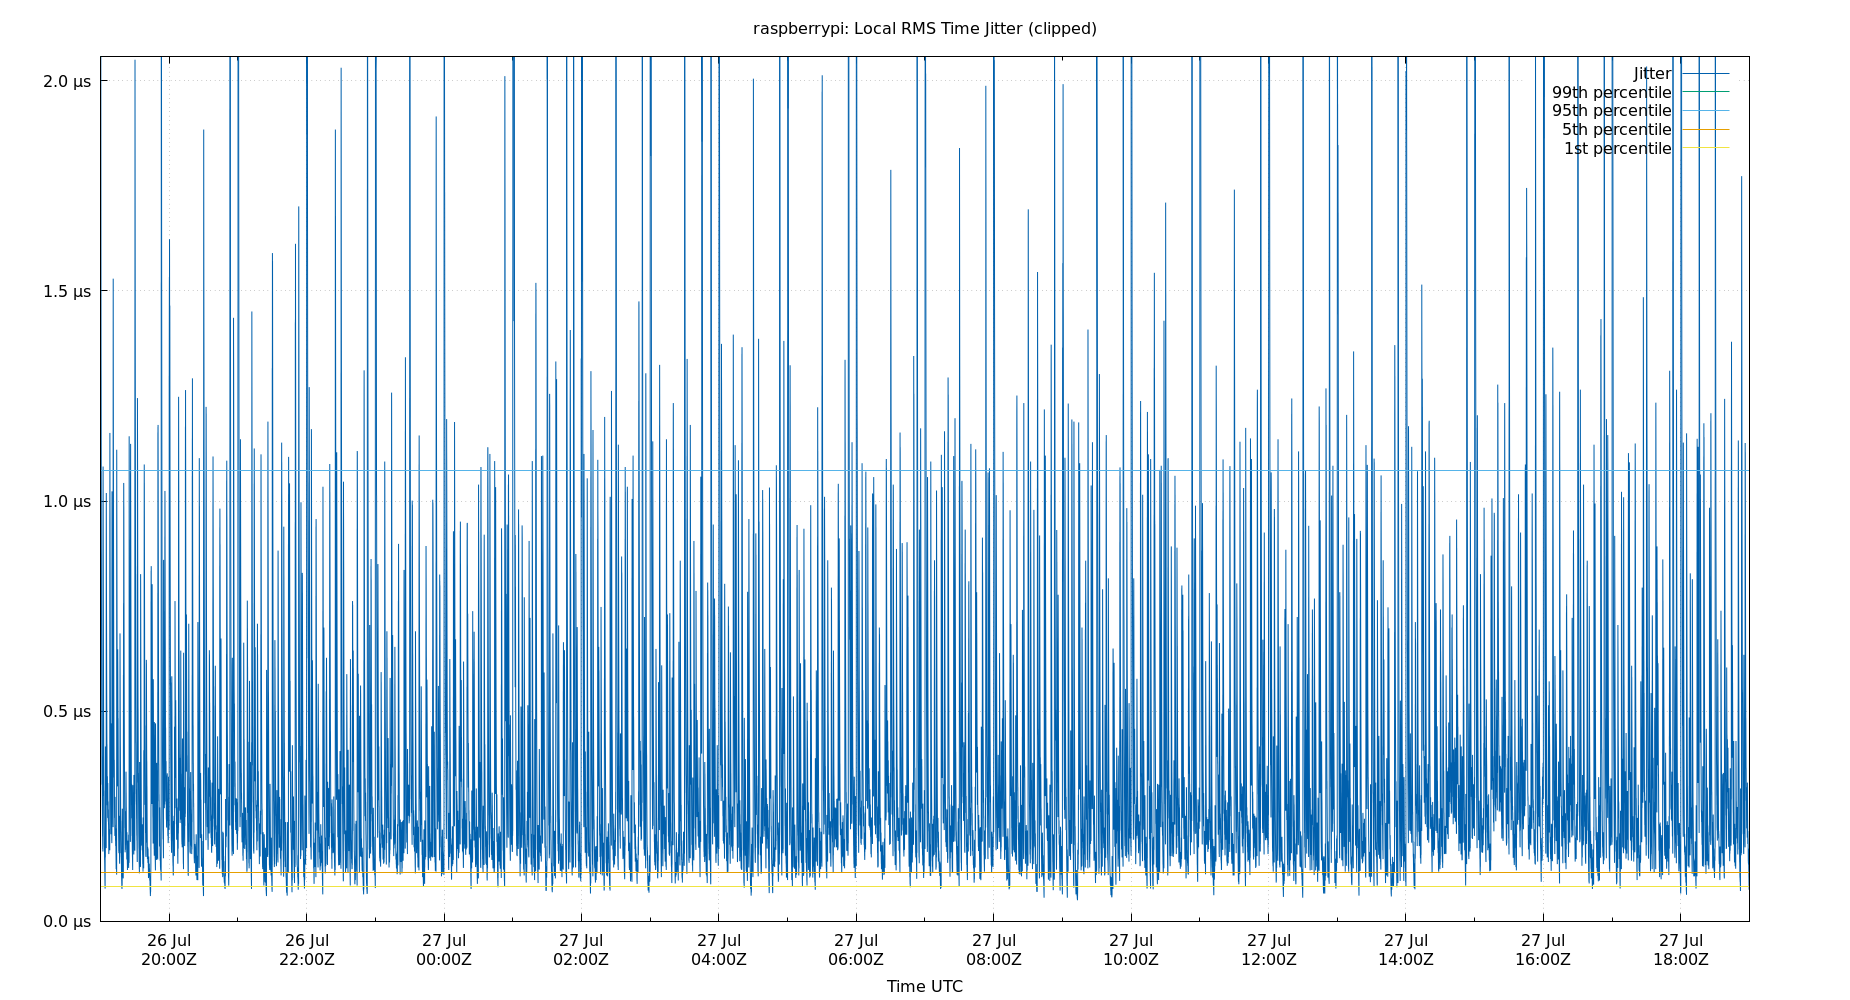 raspberrypi: Local RMS Time Jitter (clipped)
2.0 µs
1.5 µs
1.0 µs
0.5 µs
0.0 µs
Jitter
99th percentile
95th percentile
5th percentile
1st percentile
26 Jul 26 Jul 27 Jul 27 Jul 27 Jul 27 Jul 27 Jul 27 Jul 27 Jul 27 Jul 27 Jul 27 Jul
20:00Z 22:00Z 00:00Z 02:00Z 04:00Z 06:00Z 08:00Z 10:00Z 12:00Z 14:00Z 16:00Z 18:00Z
Time UTC